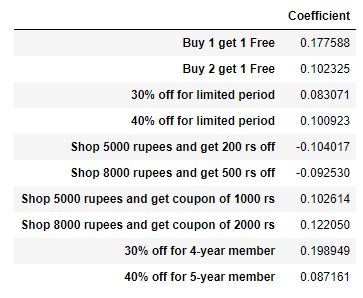 Coefficient
Buy 1 get 1 Free 0.177588
Buy 2 get 1 Free 0.102325
30% off for limited period 0.083071
40% off for limited period 0.100923
Shop 5000 rupees and get 200 rs off -0.104017
Shop 8000 rupees and get 500 rs off -0.092530
Shop 5000 rupees and get coupon of 1000 rs 0.102614
Shop 8000 rupees and get coupon of 2000 rs 0.122050
30% off for 4-year member 0.198949
40% off for 5-year member 0.087161